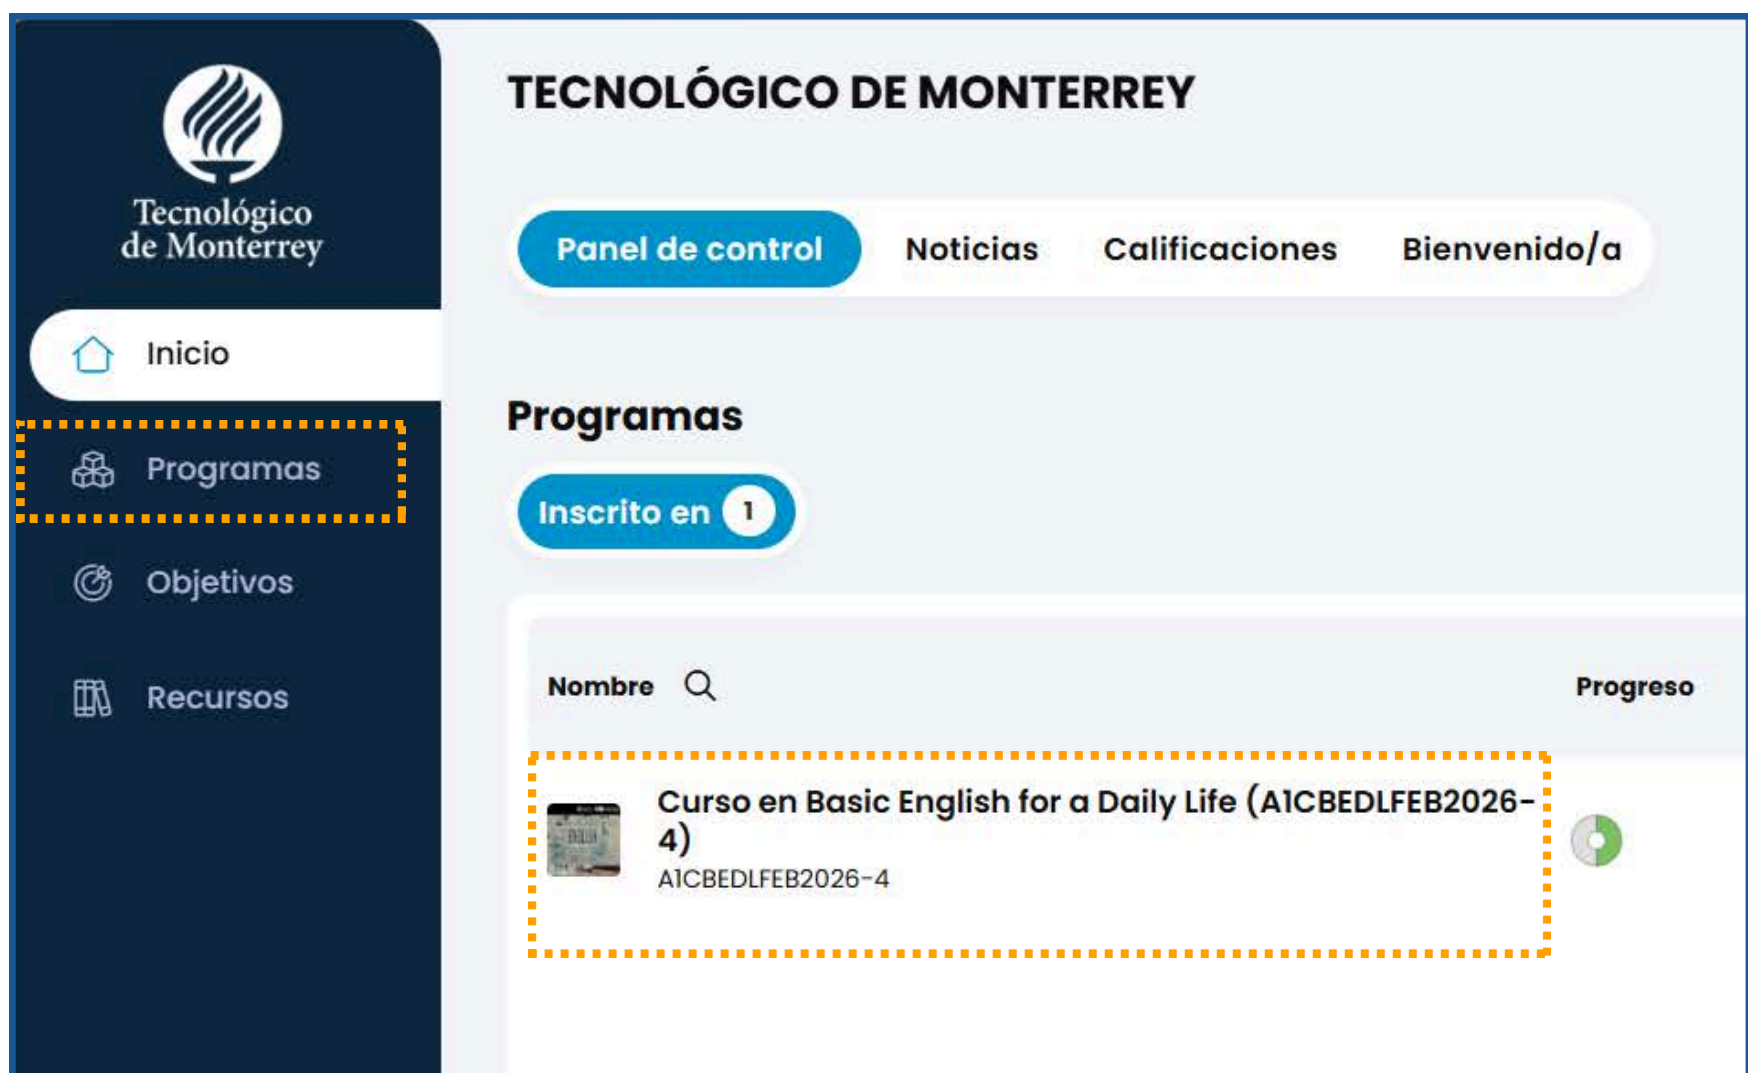 Tecnológico
de Monterrey
Inicio
Programas
Objetivos
Recursos
TECNOLÓGICO DE MONTERREY
Panel de control Noticias Calificaciones Bienvenido/a
Programas
Inscrito en 1
Nombre Progreso
Curso en Basic English for a Daily Life (A1CBEDLFEB2026-
4)
A1CBEDLFEB2026-4
ENGLISH